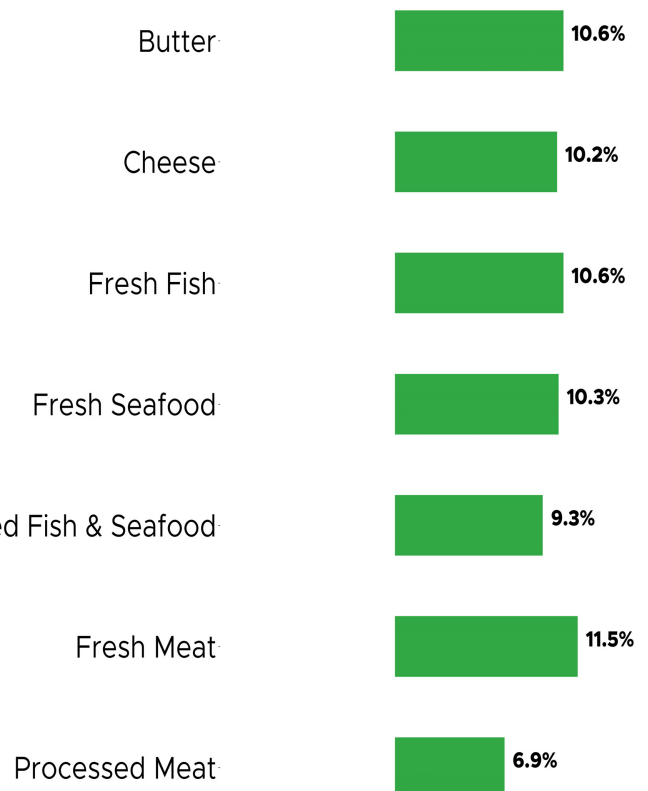 Butter 10.6%
Cheese 10.2%
Fresh Fish 10.6%
Fresh Seafood 10.3%
Fish & Seafood 9.3%
Fresh Meat 11.5%
Processed Meat 6.9%